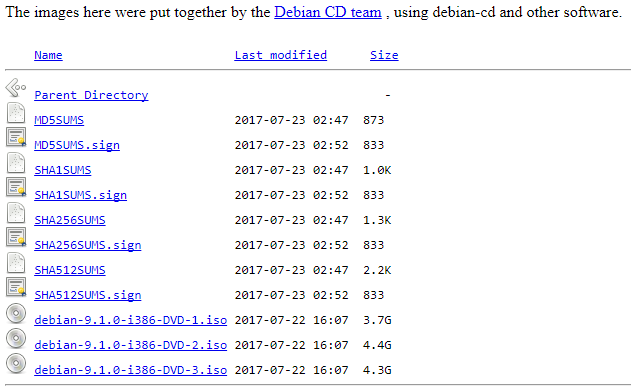 The images here were put together by the Debian CD team , using debian-cd and other software.
Name Last modified Size
Parent Directory -
MD5SUMS 2017-07-23 02:47 873
MD5SUMS.sign 2017-07-23 02:52 833
SHA1SUMS 2017-07-23 02:47 1.0K
SHA1SUMS.sign 2017-07-23 02:52 833
SHA256SUMS 2017-07-23 02:47 1.3K
SHA256SUMS.sign 2017-07-23 02:52 833
SHA512SUMS 2017-07-23 02:47 2.2K
SHA512SUMS.sign 2017-07-23 02:52 833
debian-9.1.0-i386-DVD-1.iso 2017-07-22 16:07 3.7G
debian-9.1.0-i386-DVD-2.iso 2017-07-22 16:07 4.4G
debian-9.1.0-i386-DVD-3.iso 2017-07-22 16:07 4.3G